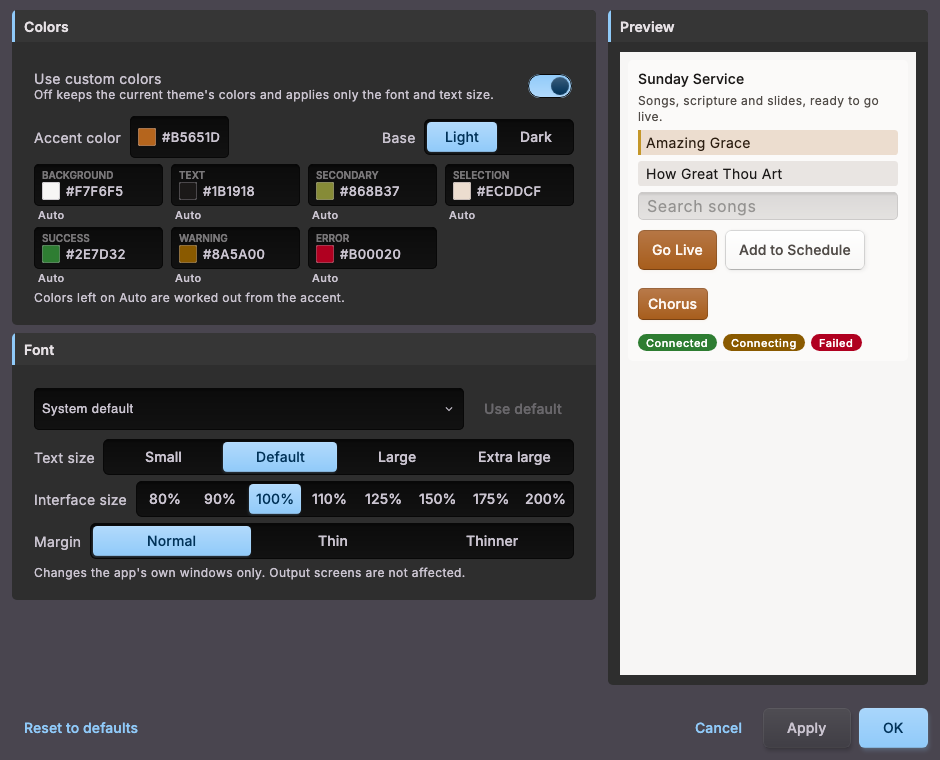 Colors
Use custom colors
Off keeps the current theme's colors and applies only the font and text size.
Accent color #B5651D Base Light Dark
BACKGROUND TEXT SECONDARY SELECTION
#F7F6F5 #1B1918 #868B37 #ECDDCF
Auto Auto Auto Auto
SUCCESS WARNING ERROR
#2E7D32 #8A5A00 #B00020
Auto Auto Auto
Colors left on Auto are worked out from the accent.
Font
System default Use default
Text size Small Default Large Extra large
Interface size 80% 90% 100% 110% 125% 150% 175% 200%
Margin Normal Thin Thinner
Changes the app's own windows only. Output screens are not affected.
Preview
Sunday Service
Songs, scripture and slides, ready to go
live.
Amazing Grace
How Great Thou Art
Search songs
Go Live Add to Schedule
Chorus
Connected Connecting Failed
Reset to defaults Cancel Apply OK